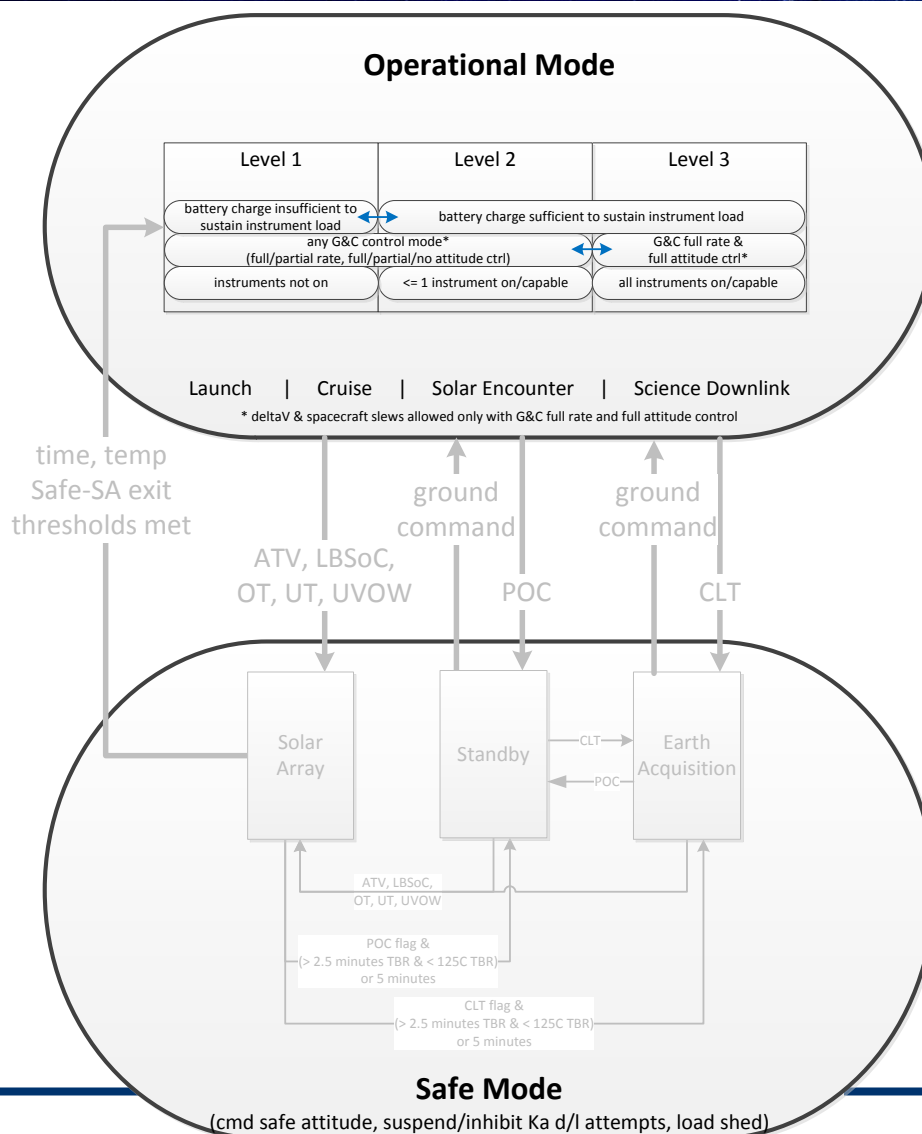 Operational Mode
Level 1
Level 2
Level 3
battery charge insufficient to
sustain instrument load
battery charge sufficient to sustain instrument load
any G&C control mode*
(full/partial rate, full/partial/no attitude ctrl)
G&C full rate &
full attitude ctrl*
instruments not on
<= 1 instrument on/capable
all instruments on/capable
Launch | Cruise | Solar Encounter | Science Downlink
* deltaV & spacecraft slews allowed only with G&C full rate and full attitude control
time, temp
Safe-SA exit
thresholds met
ATV, LBSoC,
OT, UT, UVOW
ground
command
POC
ground
command
CLT
Solar
Array
Standby
Earth
Acquisition
CLT
POC
ATV, LBSoC,
OT, UT, UVOW
POC flag &
(> 2.5 minutes TBR & < 125C TBR)
or 5 minutes
CLT flag &
(> 2.5 minutes TBR & < 125C TBR)
or 5 minutes
Safe Mode
(cmd safe attitude, suspend/inhibit Ka d/l attempts, load shed)